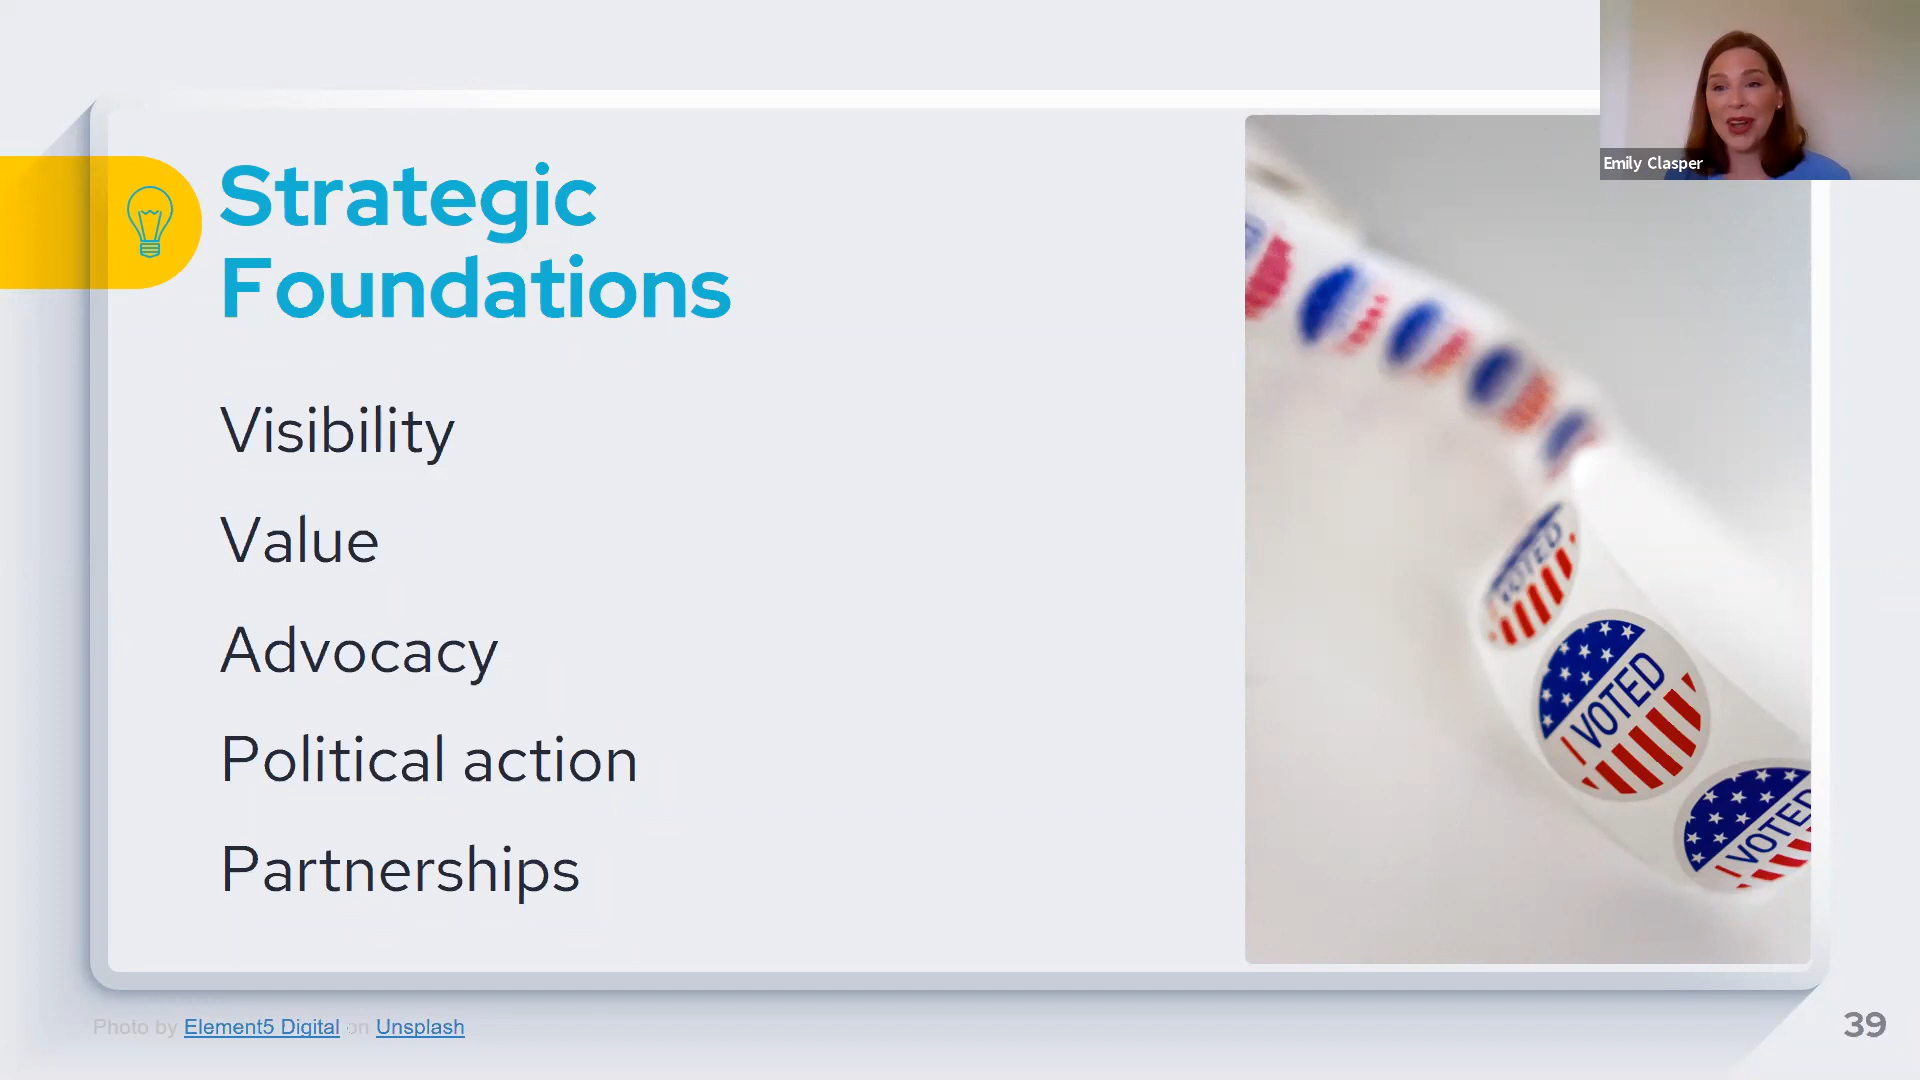 Emily Clasper
Strategic
Foundations
Visibility
Value
Advocacy
Political action
Partnerships
VOTED
I VOTED
I VOTED
Photo by Element5 Digital on Unsplash
39